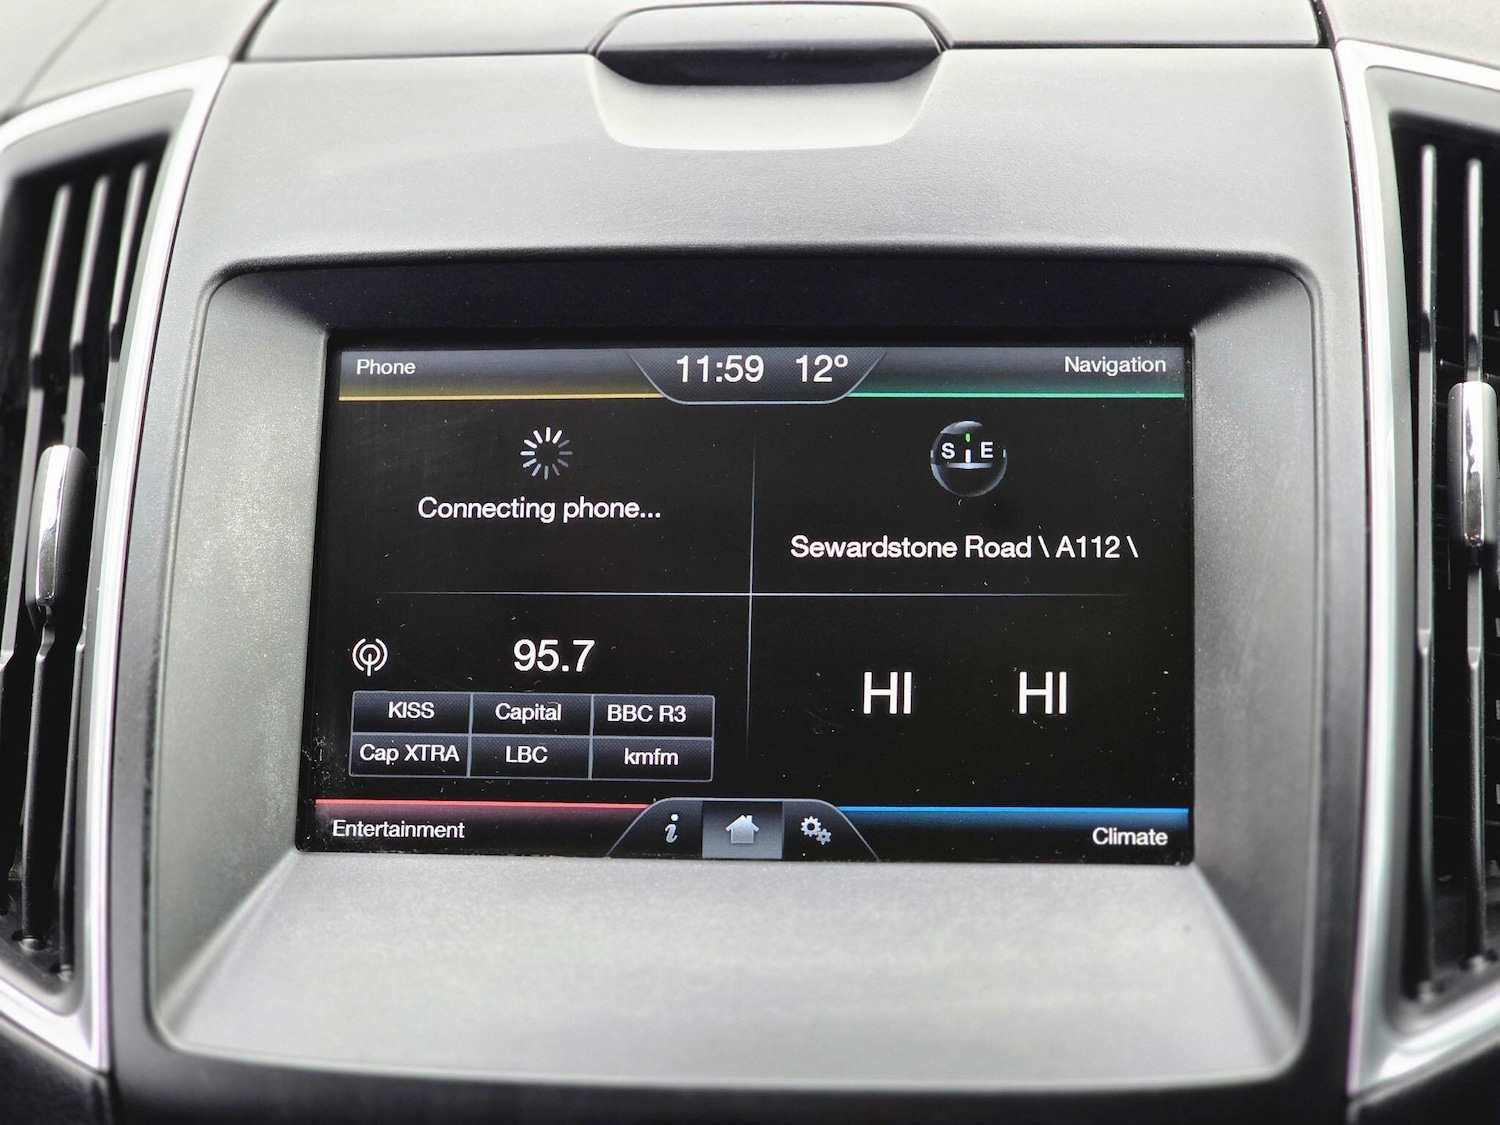 Phone
11:59 12º
Navigation
Connecting phone...
S E
Sewardstone Road \ A112 \
95.7
KISS Capital BBC R3
Cap XTRA LBC kmfm
HI HI
Entertainment
i
Climate